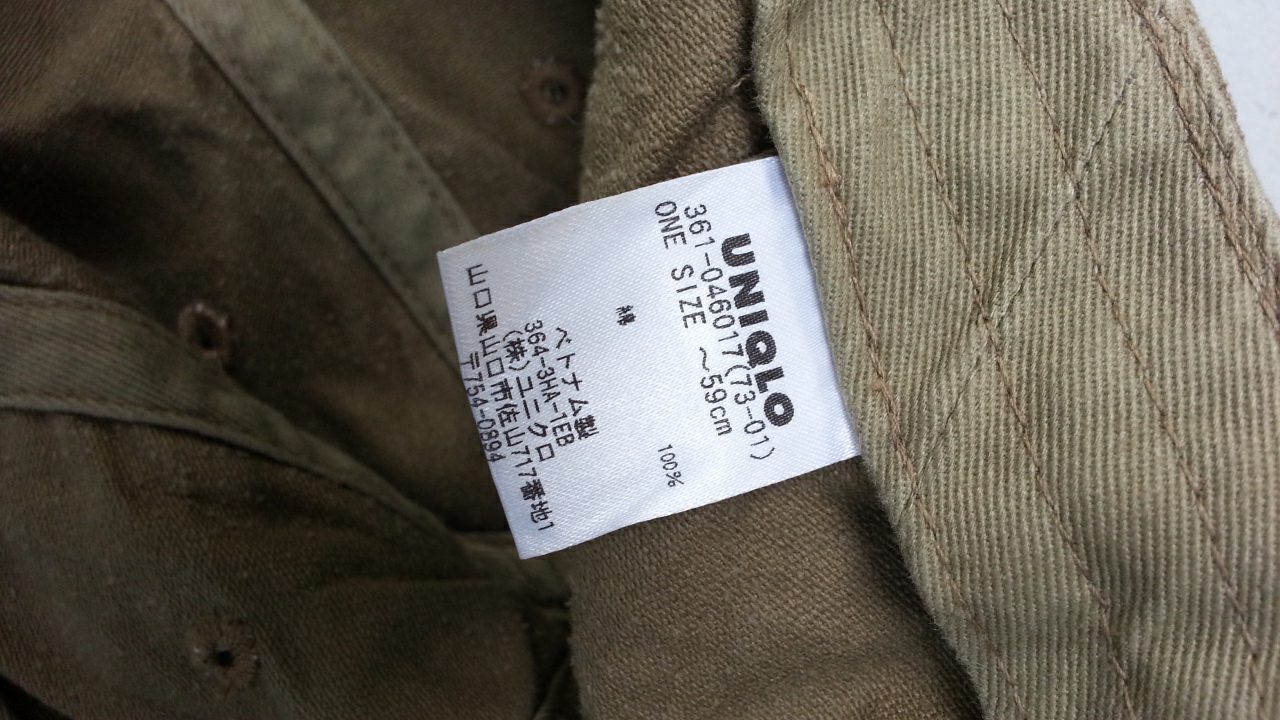 UNIQLO
361-046017(73-01)
ONE SIZE ~59cm
綿 100%
ベトナム製
364-3HA-1EB
(株)ユニクロ
山口県山口市佐山717番地1
〒754-0894